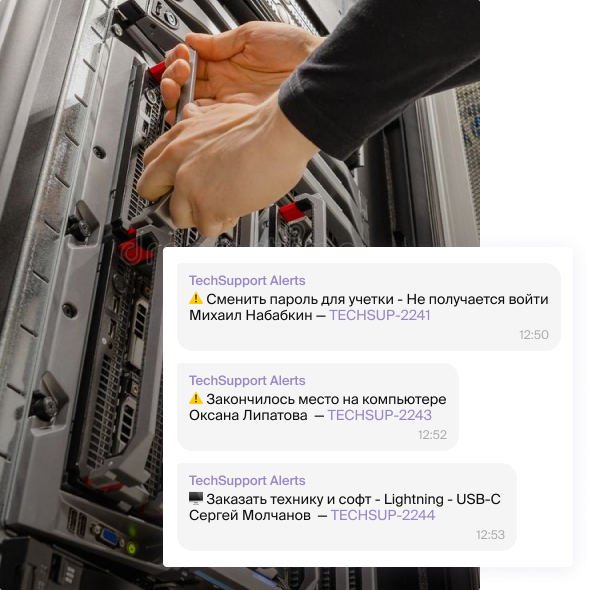 TechSupport Alerts
⚠️ Сменить пароль для учетки - Не получается войти
Михаил Набабкин — TECHSUP-2241
12:50
TechSupport Alerts
⚠️ Закончилось место на компьютере
Оксана Липатова — TECHSUP-2243
12:52
TechSupport Alerts
🖥️ Заказать технику и софт - Lightning - USB-C
Сергей Молчанов — TECHSUP-2244
12:53